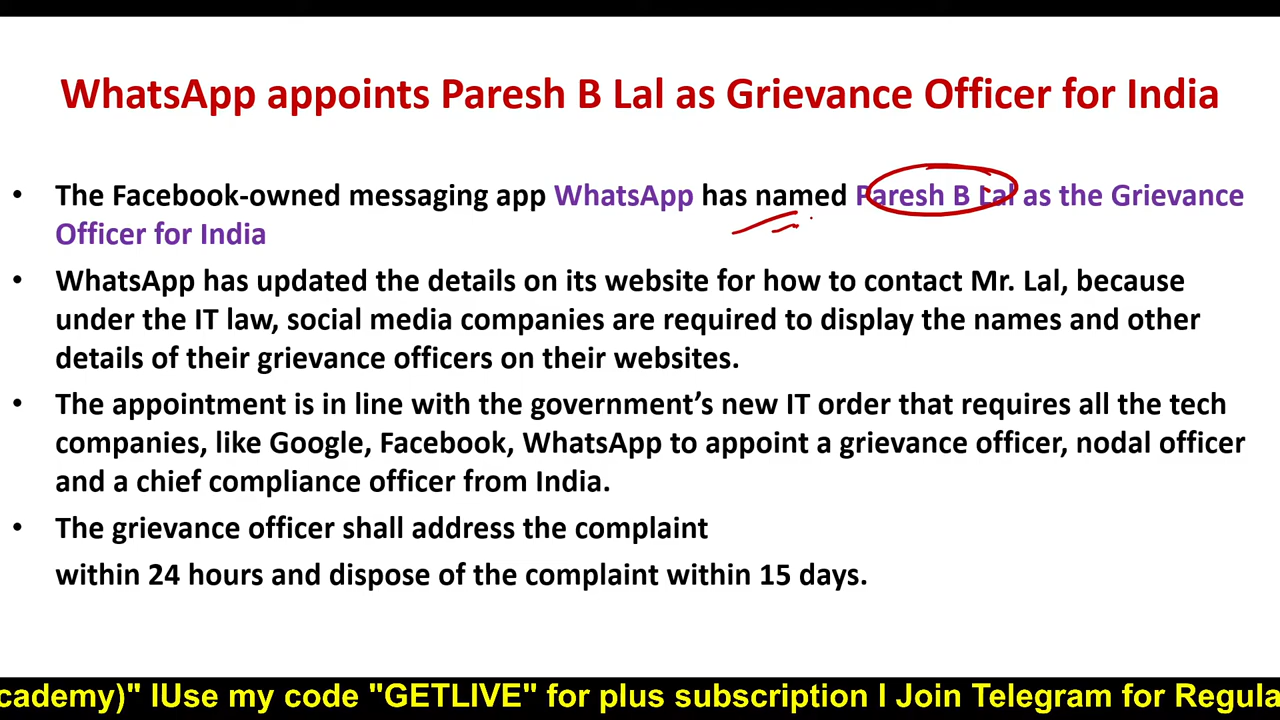 WhatsApp appoints Paresh B Lal as Grievance Officer for India
• The Facebook-owned messaging app WhatsApp has named Paresh B Lal as the Grievance
Officer for India
• WhatsApp has updated the details on its website for how to contact Mr. Lal, because
under the IT law, social media companies are required to display the names and other
details of their grievance officers on their websites.
• The appointment is in line with the government's new IT order that requires all the tech
companies, like Google, Facebook, WhatsApp to appoint a grievance officer, nodal officer
and a chief compliance officer from India.
• The grievance officer shall address the complaint
within 24 hours and dispose of the complaint within 15 days.
cademy)" lUse my code "GETLIVE" for plus subscription l Join Telegram for Regula